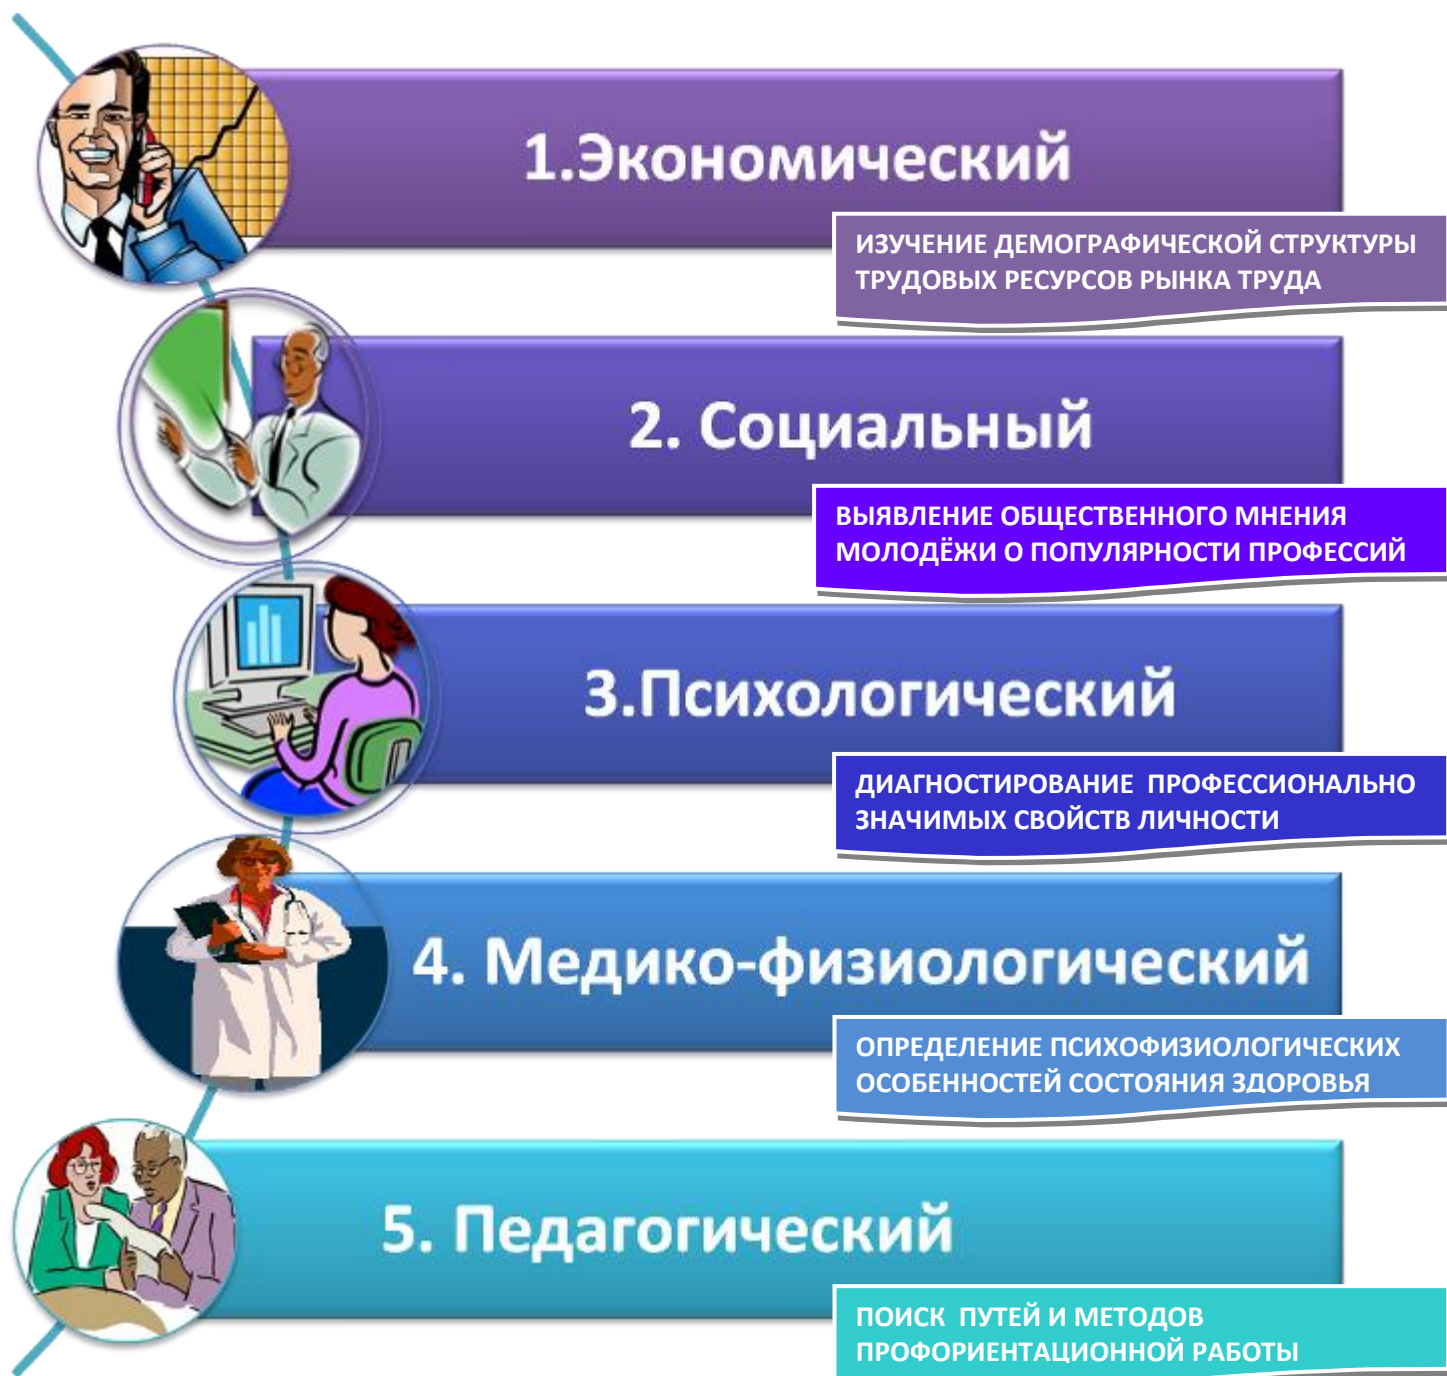 1.Экономический
ИЗУЧЕНИЕ ДЕМОГРАФИЧЕСКОЙ СТРУКТУРЫ
ТРУДОВЫХ РЕСУРСОВ РЫНКА ТРУДА
2. Социальный
ВЫЯВЛЕНИЕ ОБЩЕСТВЕННОГО МНЕНИЯ
МОЛОДЁЖИ О ПОПУЛЯРНОСТИ ПРОФЕССИЙ
3.Психологический
ДИАГНОСТИРОВАНИЕ ПРОФЕССИОНАЛЬНО
ЗНАЧИМЫХ СВОЙСТВ ЛИЧНОСТИ
4. Медико-физиологический
ОПРЕДЕЛЕНИЕ ПСИХОФИЗИОЛОГИЧЕСКИХ
ОСОБЕННОСТЕЙ СОСТОЯНИЯ ЗДОРОВЬЯ
5. Педагогический
ПОИСК ПУТЕЙ И МЕТОДОВ
ПРОФОРИЕНТАЦИОННОЙ РАБОТЫ